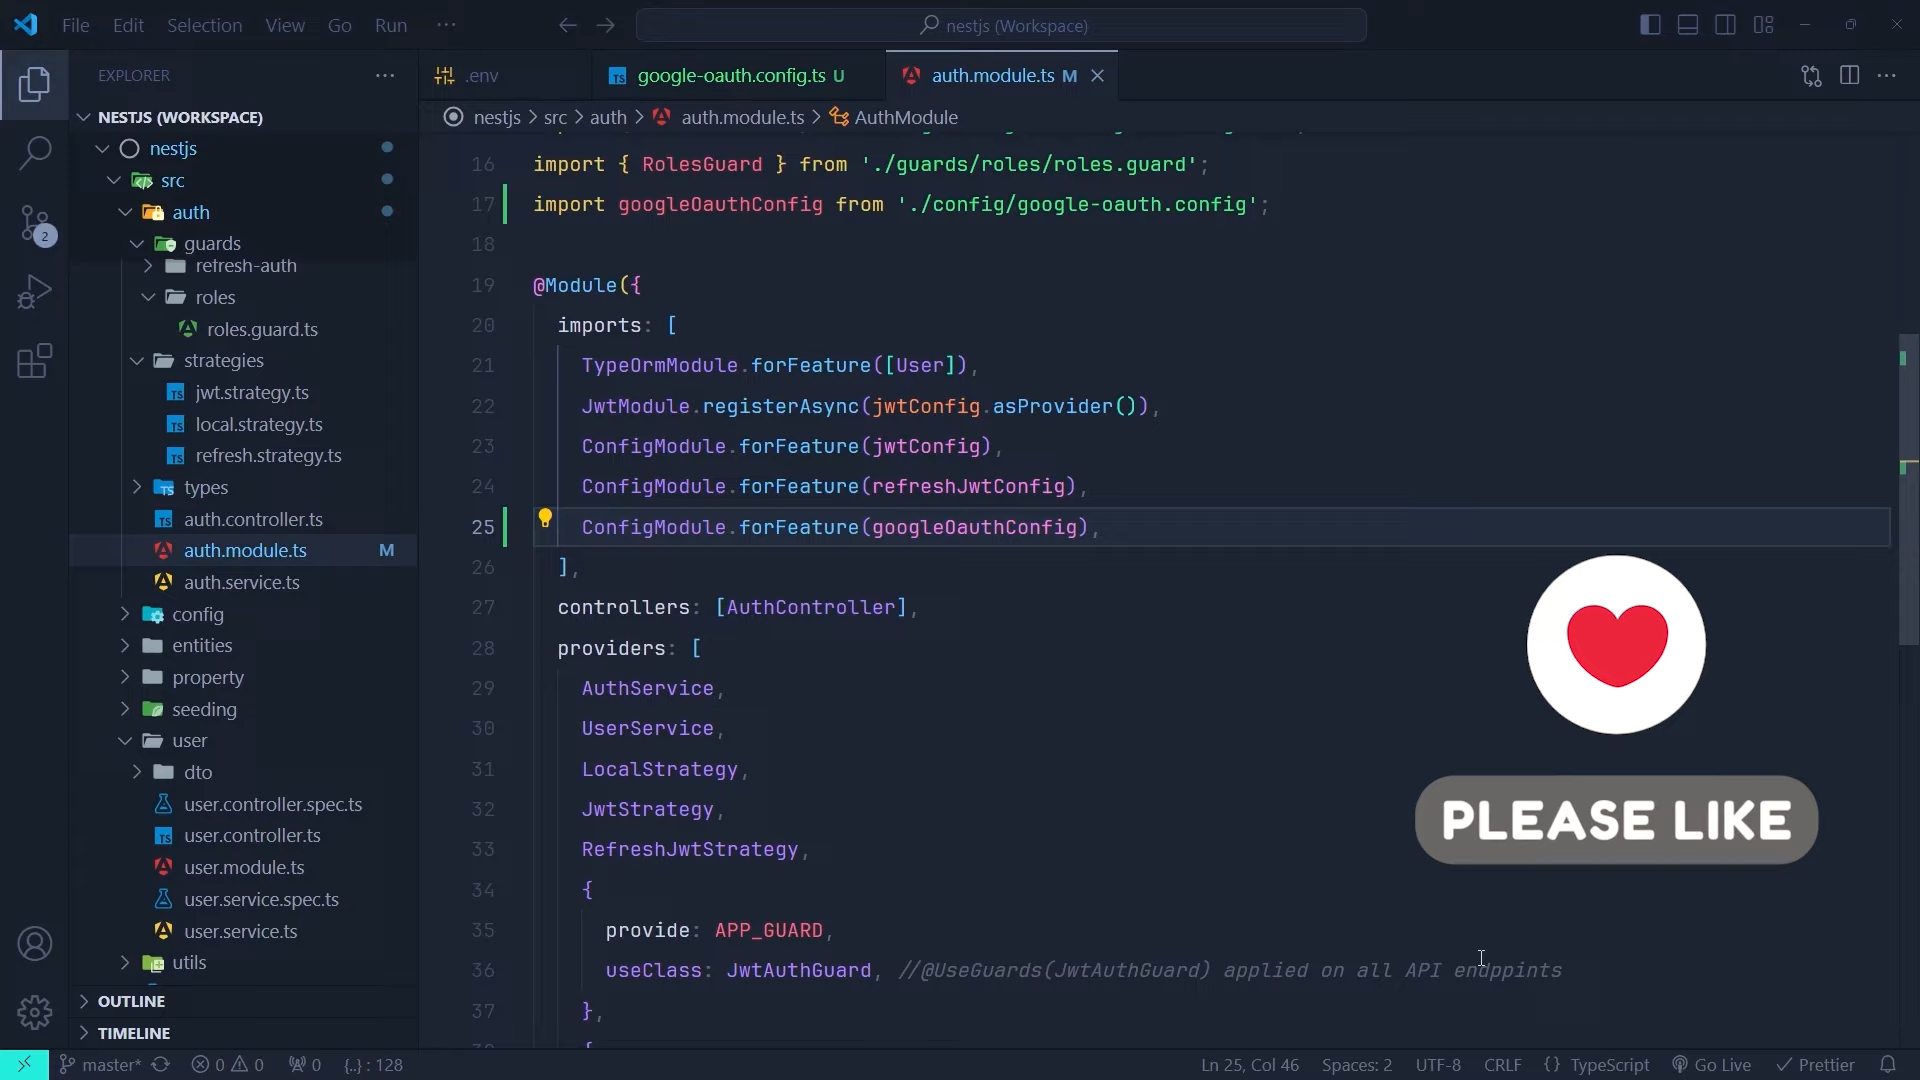 File Edit Selection View Go Run ···
nestjs (Workspace)
EXPLORER
NESTJS (WORKSPACE)
nestjs
src
auth
guards
refresh-auth
roles
roles.guard.ts
strategies
jwt.strategy.ts
local.strategy.ts
refresh.strategy.ts
types
auth.controller.ts
auth.module.ts M
auth.service.ts
config
entities
property
seeding
user
dto
user.controller.spec.ts
user.controller.ts
user.module.ts
user.service.spec.ts
user.service.ts
utils
OUTLINE
TIMELINE
2
.env
google-oauth.config.ts U
auth.module.ts M
nestjs > src > auth > auth.module.ts > AuthModule
16 import { RolesGuard } from './guards/roles/roles.guard';
17 import googleOauthConfig from './config/google-oauth.config';
18
19 @Module({
20 imports: [
21 TypeOrmModule.forFeature([User]),
22 JwtModule.registerAsync(jwtConfig.asProvider()),
23 ConfigModule.forFeature(jwtConfig),
24 ConfigModule.forFeature(refreshJwtConfig),
25 ConfigModule.forFeature(googleOauthConfig),
26 ],
27 controllers: [AuthController],
28 providers: [
29 AuthService,
30 UserService,
31 LocalStrategy,
32 JwtStrategy,
33 RefreshJwtStrategy,
34 {
35 provide: APP_GUARD,
36 useClass: JwtAuthGuard, //@UseGuards(JwtAuthGuard) applied on all API endppints
37 },
PLEASE LIKE
master* 0 0 0 {..} : 128
Ln 25, Col 46 Spaces: 2 UTF-8 CRLF {} TypeScript Go Live Prettier